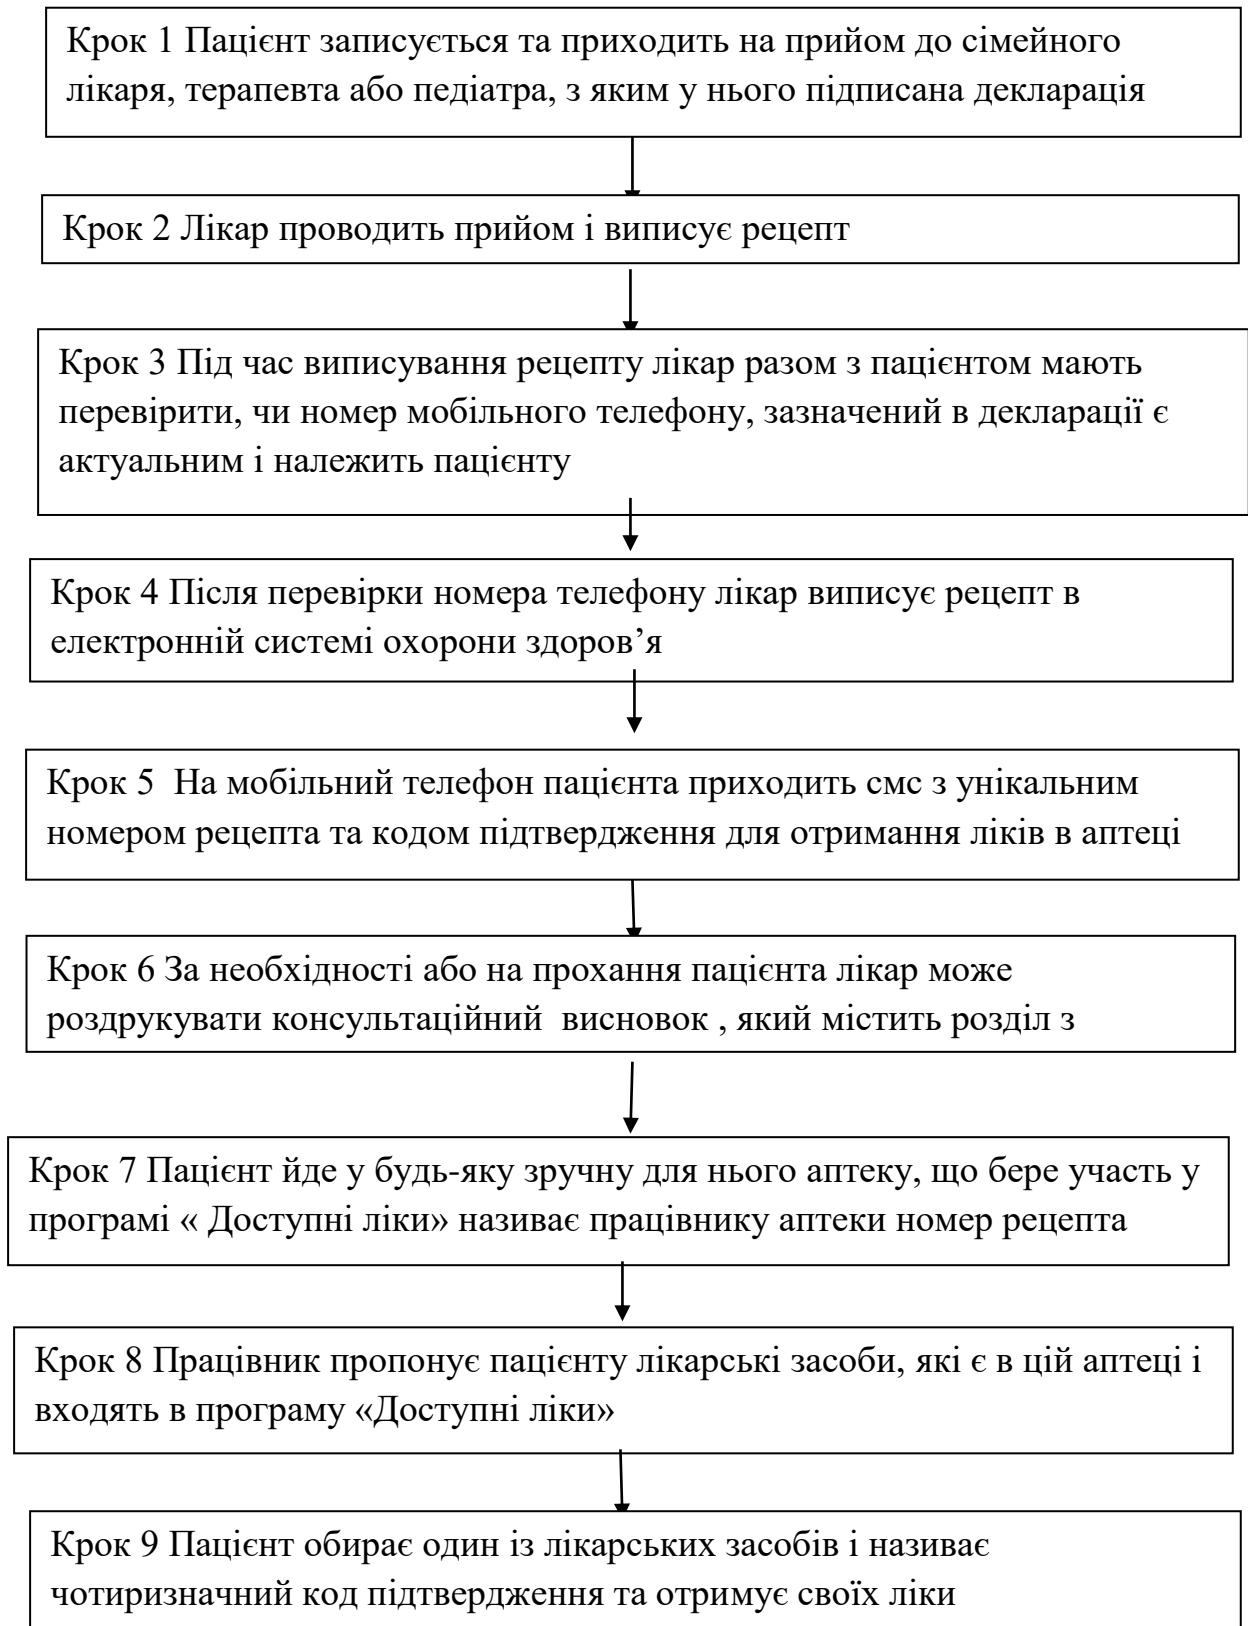 Крок 1 Пацієнт записується та приходить на прийом до сімейного
лікаря, терапевта або педіатра, з яким у нього підписана декларація
Крок 2 Лікар проводить прийом і виписує рецепт
Крок 3 Під час виписування рецепту лікар разом з пацієнтом мають
перевірити, чи номер мобільного телефону, зазначений в декларації є
актуальним і належить пацієнту
Крок 4 Після перевірки номера телефону лікар виписує рецепт в
електронній системі охорони здоров’я
Крок 5 На мобільний телефон пацієнта приходить смс з унікальним
номером рецепта та кодом підтвердження для отримання ліків в аптеці
Крок 6 За необхідності або на прохання пацієнта лікар може
роздрукувати консультаційний висновок , який містить розділ з
Крок 7 Пацієнт йде у будь-яку зручну для нього аптеку, що бере участь у
програмі « Доступні ліки» називає працівнику аптеки номер рецепта
Крок 8 Працівник пропонує пацієнту лікарські засоби, які є в цій аптеці і
входять в програму «Доступні ліки»
Крок 9 Пацієнт обирає один із лікарських засобів і називає
чотиризначний код підтвердження та отримує своїх ліки